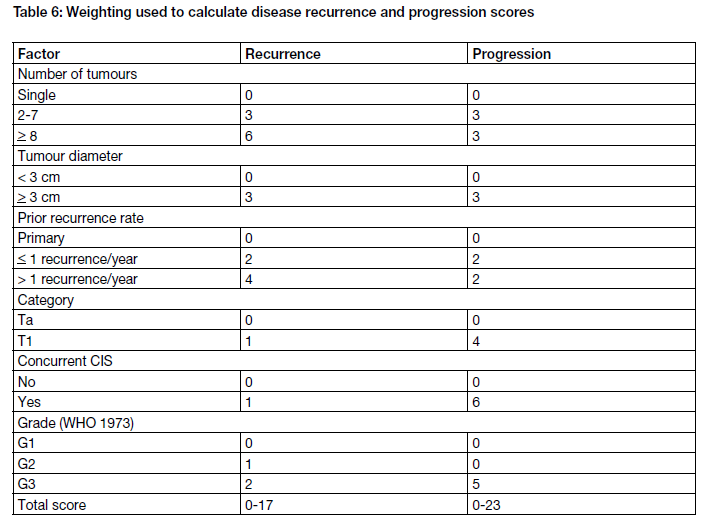 Table 6: Weighting used to calculate disease recurrence and progression scores
Factor Recurrence Progression
Number of tumours
Single 0 0
2-7 3 3
≥ 8 6 3
Tumour diameter
< 3 cm 0 0
≥ 3 cm 3 3
Prior recurrence rate
Primary 0 0
≤ 1 recurrence/year 2 2
> 1 recurrence/year 4 2
Category
Ta 0 0
T1 1 4
Concurrent CIS
No 0 0
Yes 1 6
Grade (WHO 1973)
G1 0 0
G2 1 0
G3 2 5
Total score 0-17 0-23